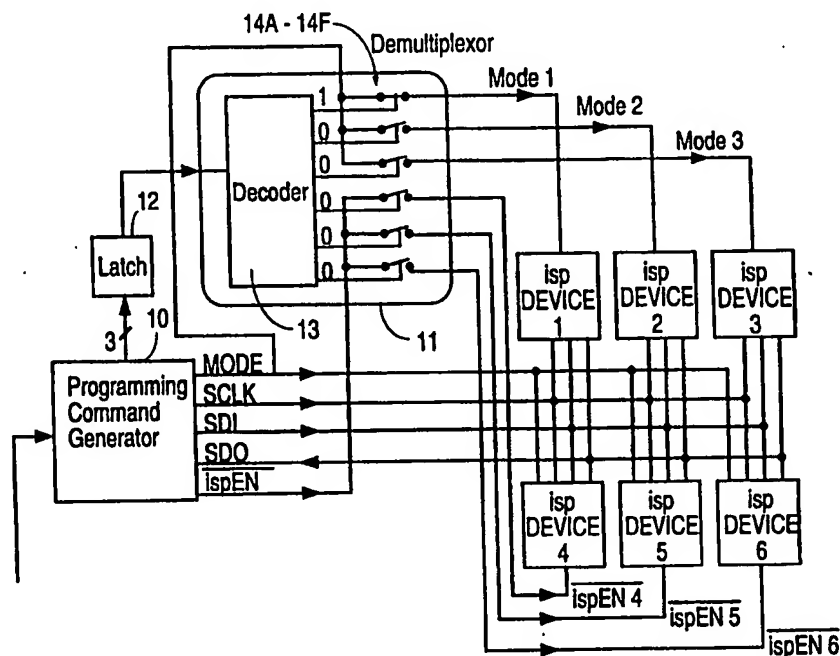 14A - 14F
Demultiplexor
Mode 1
Mode 2
Mode 3
1
0
0
0
0
0
Decoder
12
Latch
13
11
3
10
Programming
Command
Generator
MODE
SCLK
SDI
SDO
ispEN
isp
DEVICE
1
isp
DEVICE
2
isp
DEVICE
3
isp
DEVICE
4
isp
DEVICE
5
isp
DEVICE
6
ispEN 4
ispEN 5
ispEN 6